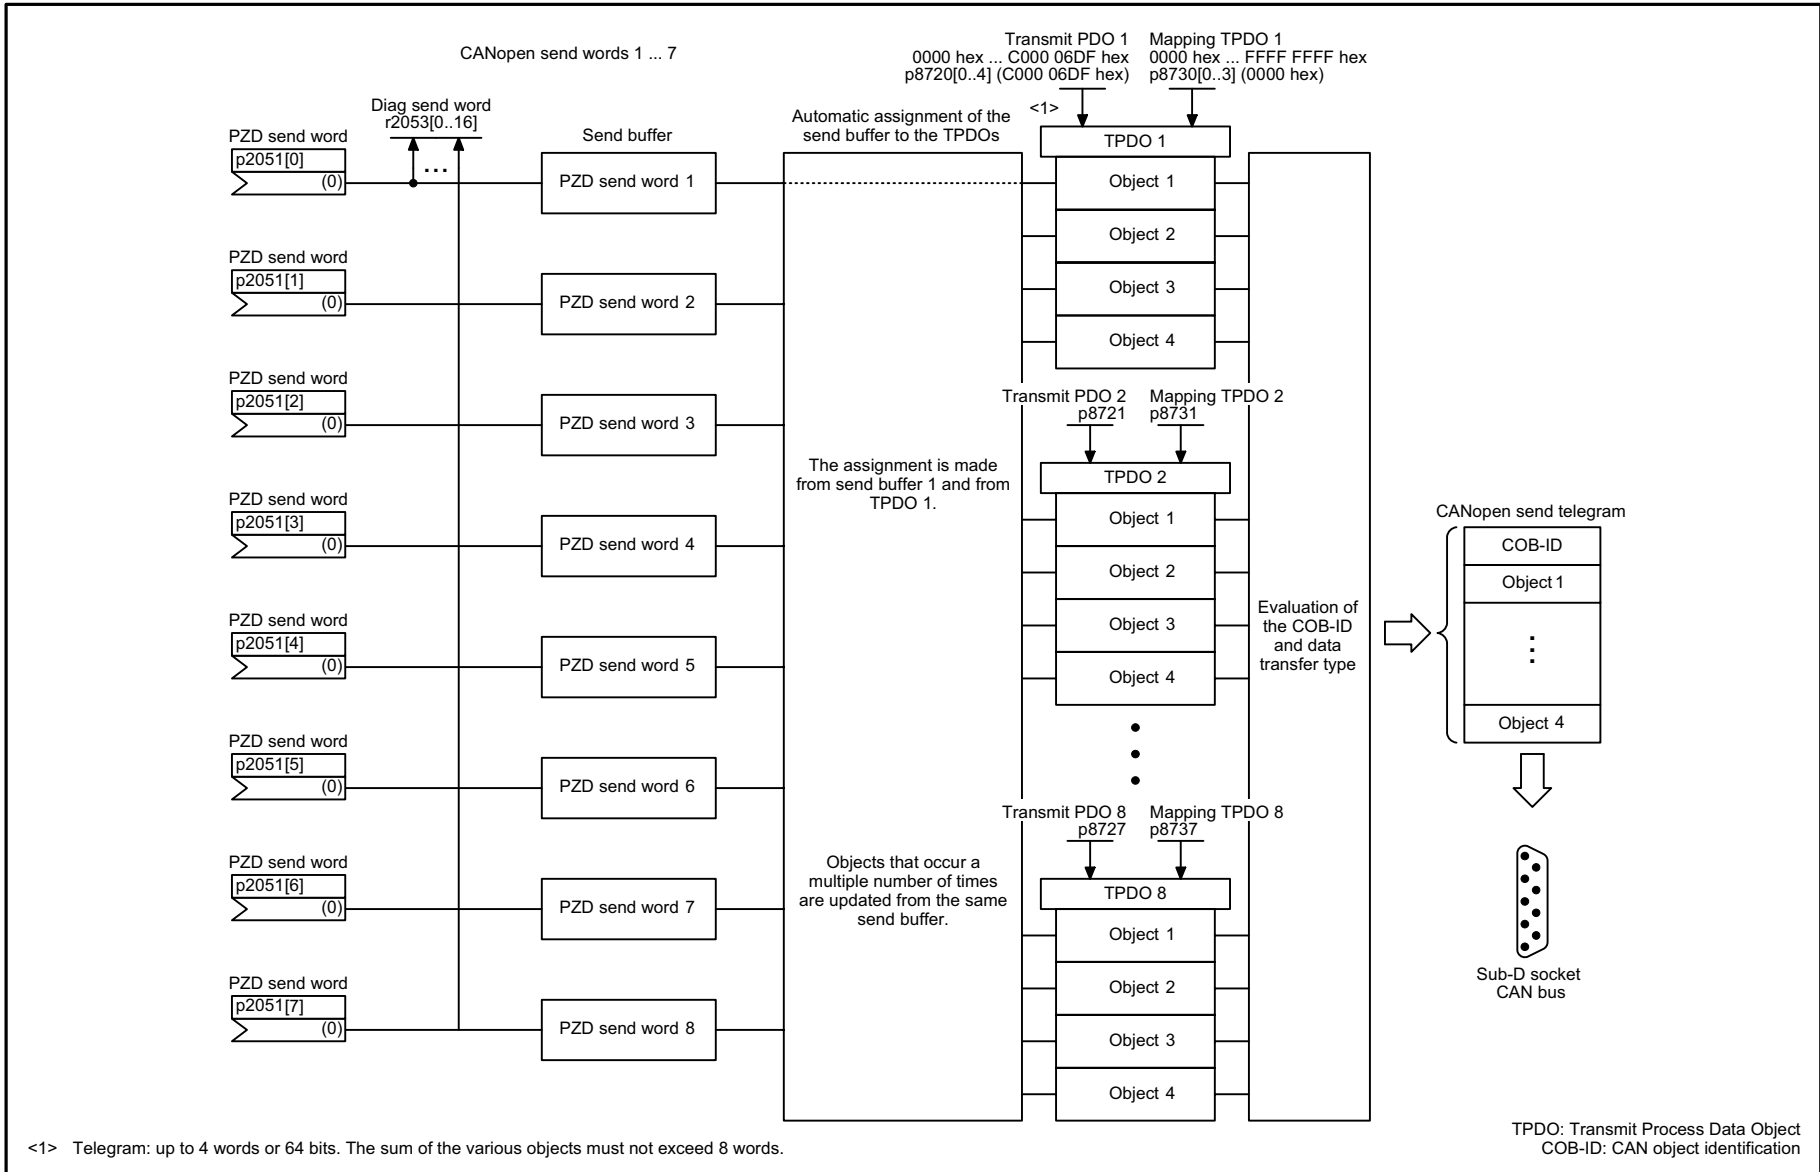 CANopen send words 1 ... 7
Transmit PDO 1
0000 hex ... C000 06DF hex
p8720[0..4] (C000 06DF hex)
Mapping TPDO 1
0000 hex ... FFFF FFFF hex
p8730[0..3] (0000 hex)
<1>
Diag send word
r2053[0..16]
...
Send buffer
Automatic assignment of the
send buffer to the TPDOs
PZD send word
p2051[0]
(0)
PZD send word 1
PZD send word
p2051[1]
(0)
PZD send word 2
PZD send word
p2051[2]
(0)
PZD send word 3
PZD send word
p2051[3]
(0)
PZD send word 4
PZD send word
p2051[4]
(0)
PZD send word 5
PZD send word
p2051[5]
(0)
PZD send word 6
PZD send word
p2051[6]
(0)
PZD send word 7
PZD send word
p2051[7]
(0)
PZD send word 8
The assignment is made
from send buffer 1 and from
TPDO 1.
Objects that occur a
multiple number of times
are updated from the same
send buffer.
TPDO 1
Object 1
Object 2
Object 3
Object 4
Transmit PDO 2
p8721
Mapping TPDO 2
p8731
TPDO 2
Object 1
Object 2
Object 3
Object 4
Transmit PDO 8
p8727
Mapping TPDO 8
p8737
TPDO 8
Object 1
Object 2
Object 3
Object 4
Evaluation of
the COB-ID
and data
transfer type
CANopen send telegram
COB-ID
Object 1
Object 4
Sub-D socket
CAN bus
<1> Telegram: up to 4 words or 64 bits. The sum of the various objects must not exceed 8 words.
TPDO: Transmit Process Data Object
COB-ID: CAN object identification